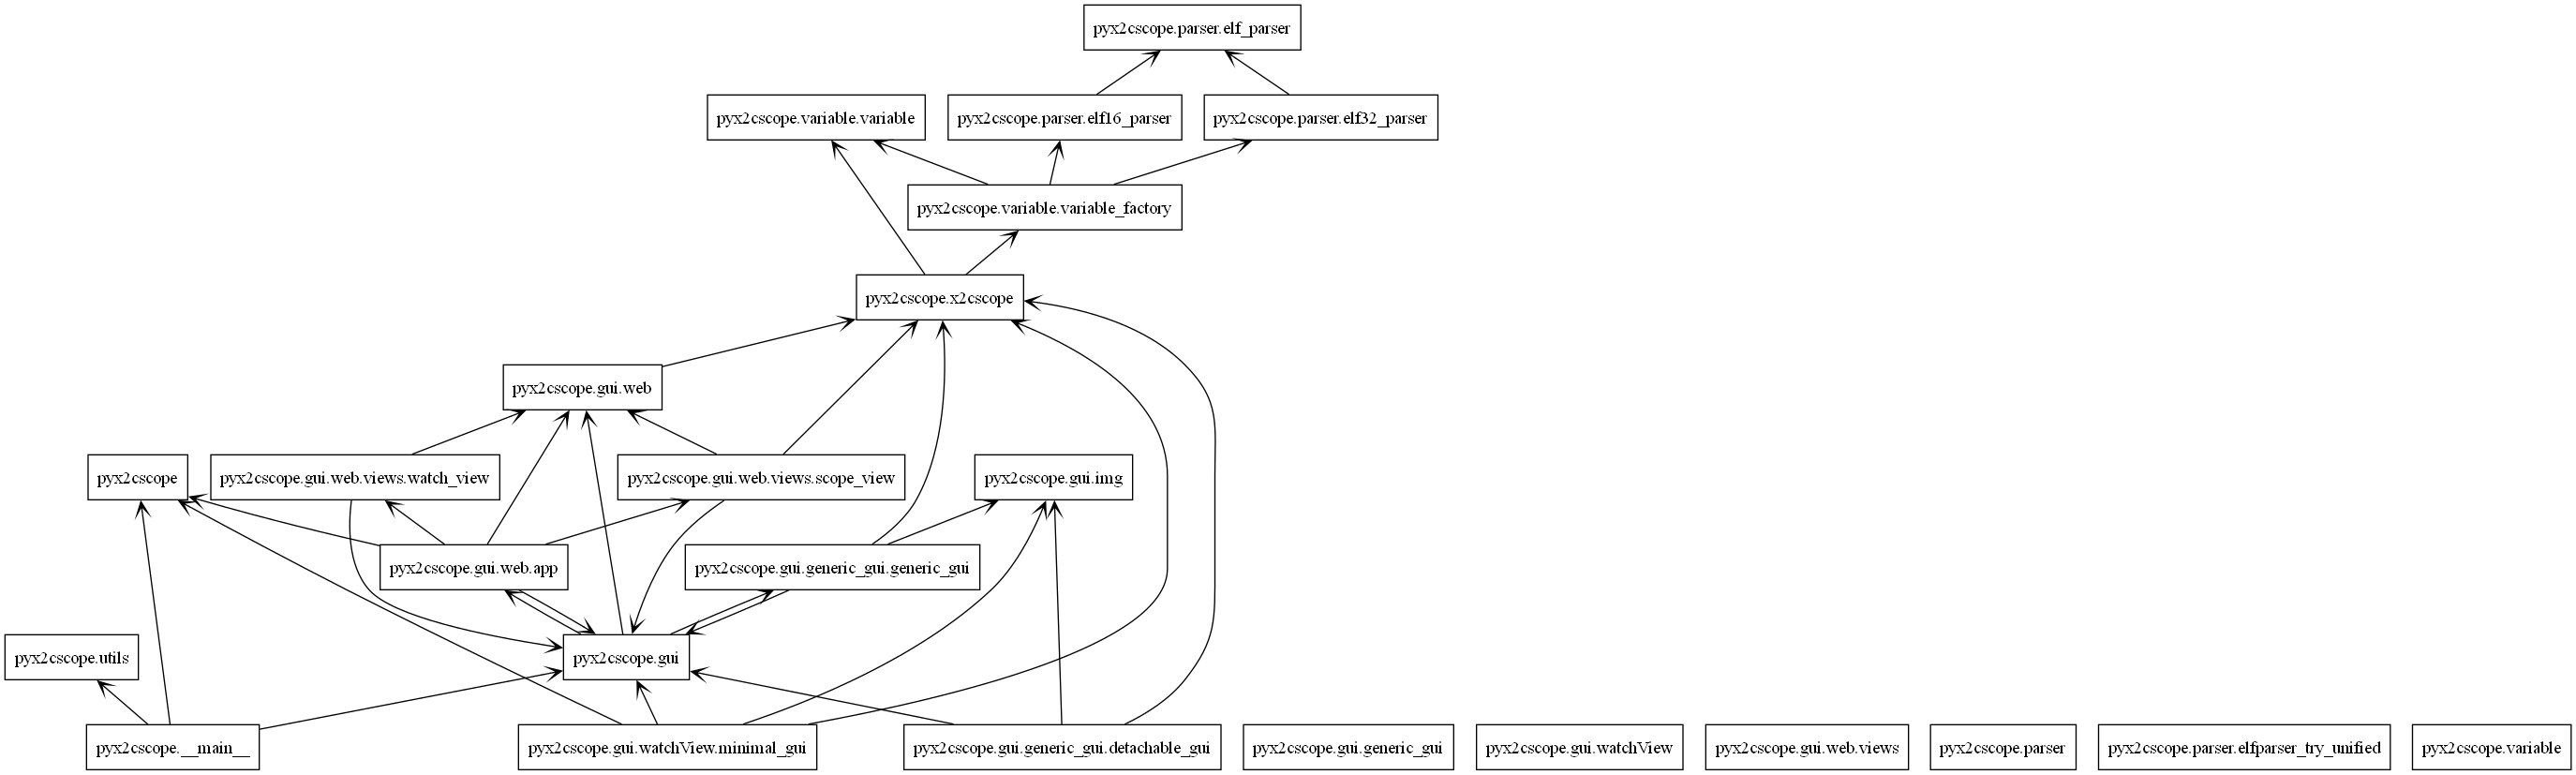 pyx2cscope.parser.elf_parser
pyx2cscope.variable.variable
pyx2cscope.parser.elf16_parser
pyx2cscope.parser.elf32_parser
pyx2cscope.variable.variable_factory
pyx2cscope.x2cscope
pyx2cscope.gui.web
pyx2cscope
pyx2cscope.gui.web.views.watch_view
pyx2cscope.gui.web.views.scope_view
pyx2cscope.gui.img
pyx2cscope.gui.web.app
pyx2cscope.gui.generic_gui.generic_gui
pyx2cscope.utils
pyx2cscope.gui
pyx2cscope.__main__
pyx2cscope.gui.watchView.minimal_gui
pyx2cscope.gui.generic_gui.detachable_gui
pyx2cscope.gui.generic_gui
pyx2cscope.gui.watchView
pyx2cscope.gui.web.views
pyx2cscope.parser
pyx2cscope.parser.elfparser_try_unified
pyx2cscope.variable